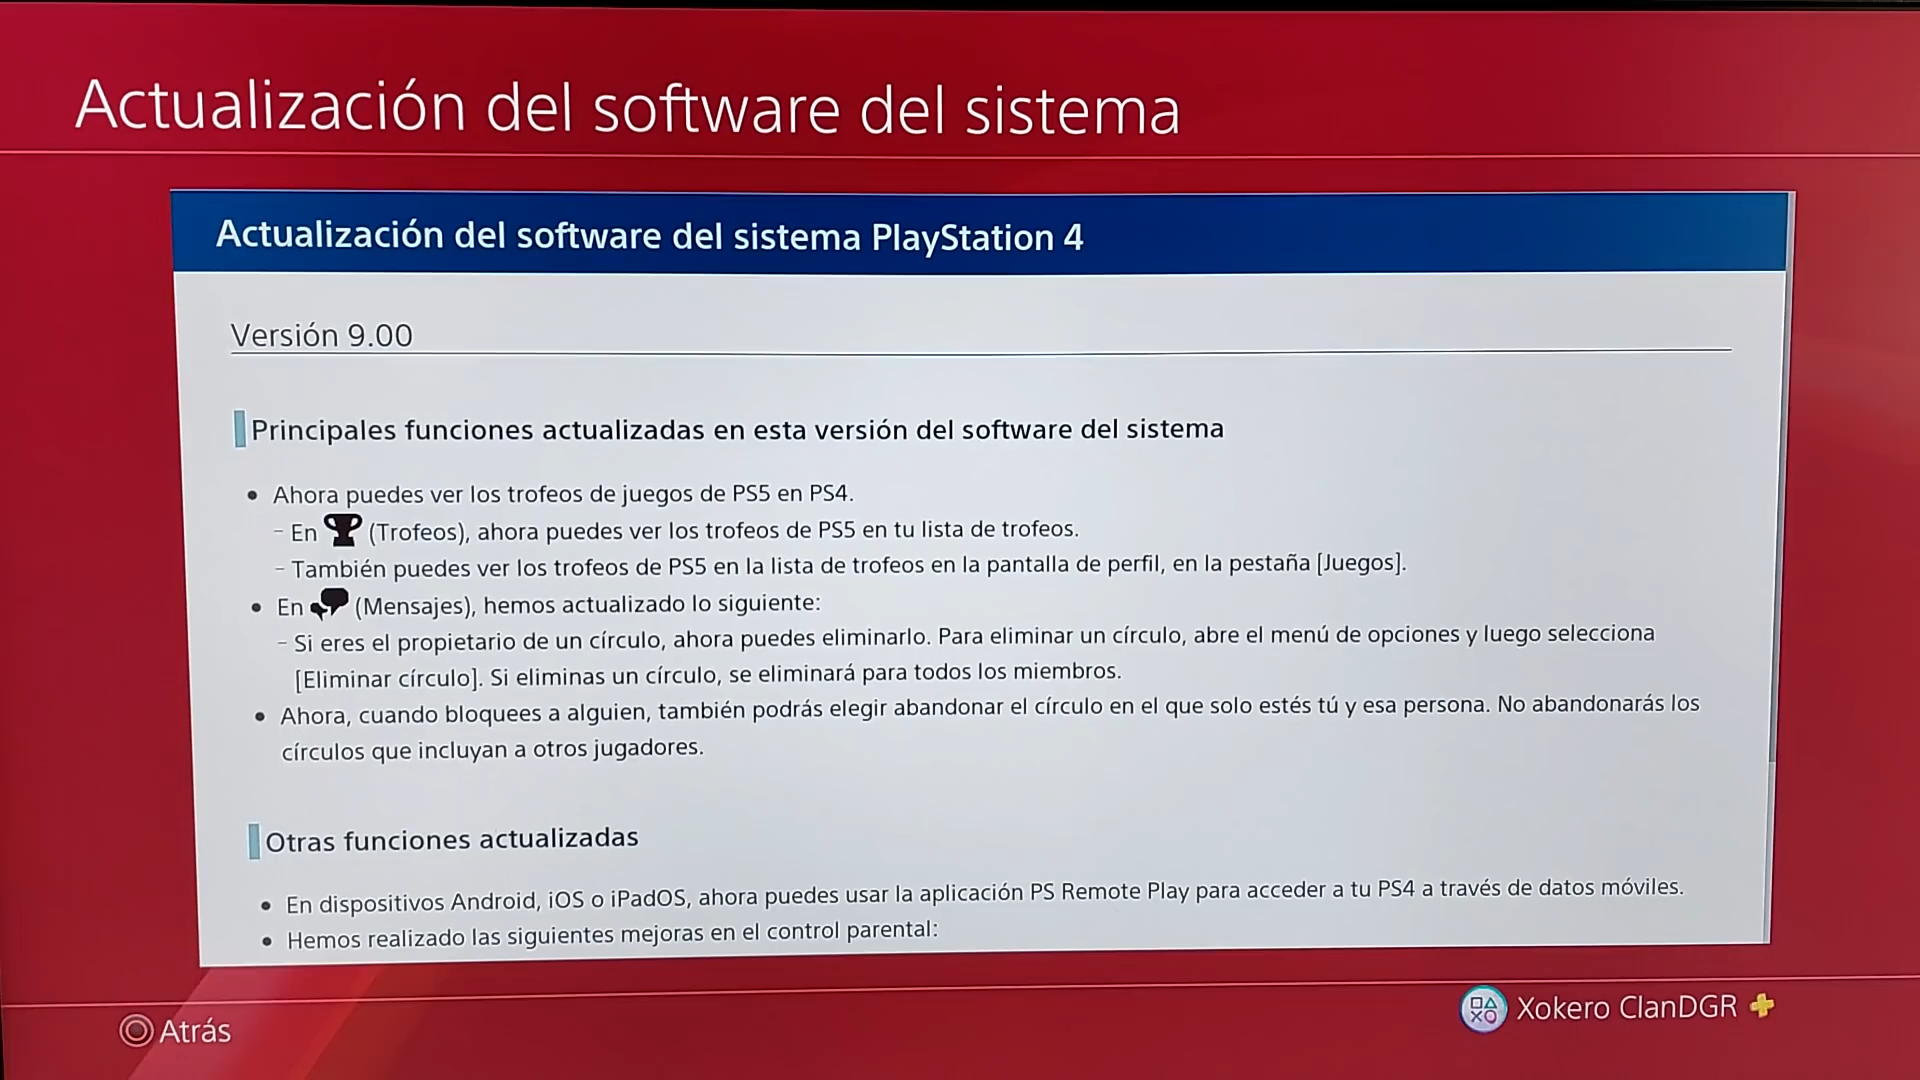 Actualización del software del sistema
Actualización del software del sistema PlayStation 4
Versión 9.00
Principales funciones actualizadas en esta versión del software del sistema
• Ahora puedes ver los trofeos de juegos de PS5 en PS4.
– En (Trofeos), ahora puedes ver los trofeos de PS5 en tu lista de trofeos.
– También puedes ver los trofeos de PS5 en la lista de trofeos en la pantalla de perfil, en la pestaña [Juegos].
• En (Mensajes), hemos actualizado lo siguiente:
– Si eres el propietario de un círculo, ahora puedes eliminarlo. Para eliminar un círculo, abre el menú de opciones y luego selecciona
[Eliminar círculo]. Si eliminas un círculo, se eliminará para todos los miembros.
• Ahora, cuando bloquees a alguien, también podrás elegir abandonar el círculo en el que solo estés tú y esa persona. No abandonarás los
círculos que incluyan a otros jugadores.
Otras funciones actualizadas
• En dispositivos Android, iOS o iPadOS, ahora puedes usar la aplicación PS Remote Play para acceder a tu PS4 a través de datos móviles.
• Hemos realizado las siguientes mejoras en el control parental:
Atrás
Xokero ClanDGR